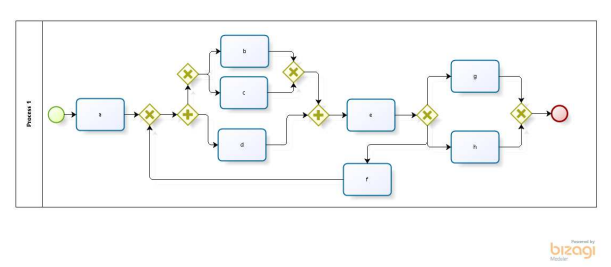 Process 1
a
b
c
d
e
f
g
h
Powered by
bizagi
Modeler